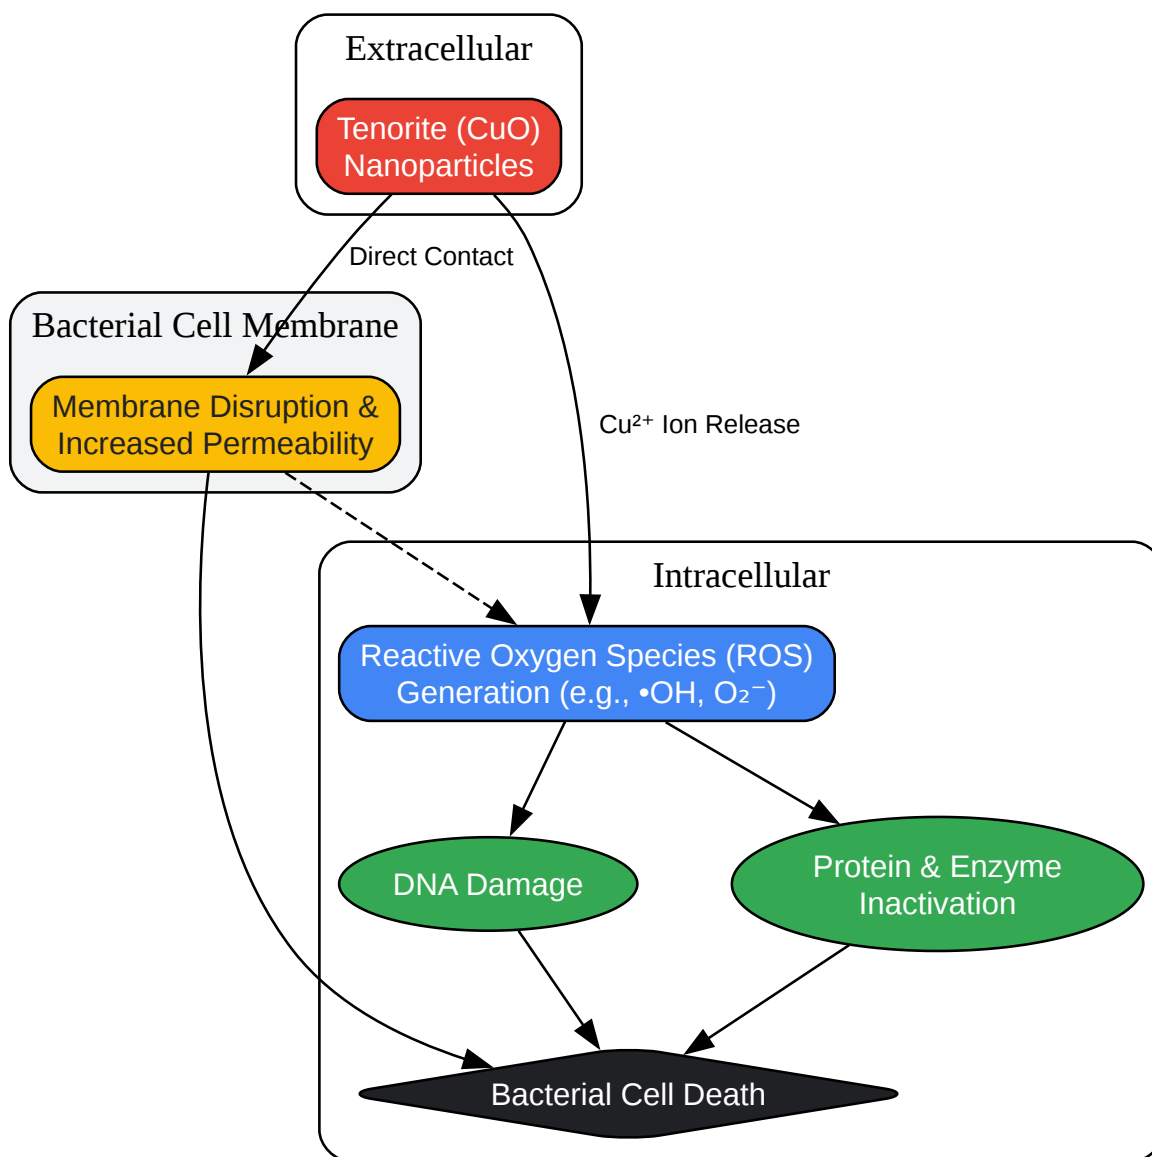 Extracellular
Tenorite (CuO)
Nanoparticles
Direct Contact
Bacterial Cell Membrane
Membrane Disruption &
Increased Permeability
Cu²⁺ Ion Release
Intracellular
Reactive Oxygen Species (ROS)
Generation (e.g., •OH, O₂⁻)
DNA Damage
Protein & Enzyme
Inactivation
Bacterial Cell Death